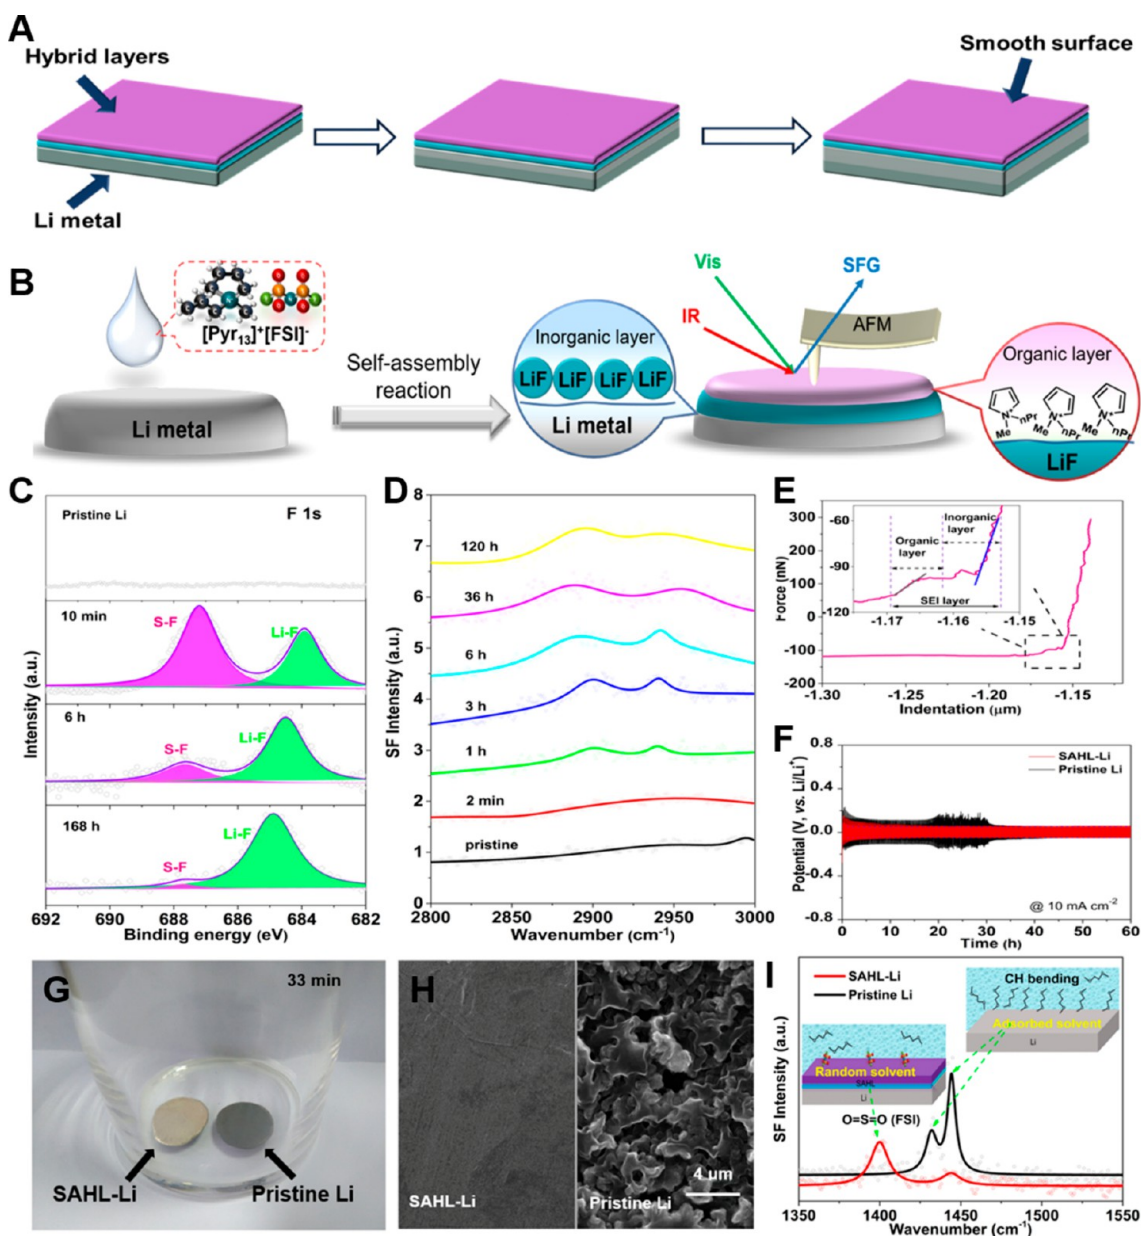 A
Hybrid layers
Smooth surface
Li metal
B
[Pyr13]+[FSI]-
Li metal
Self-assembly
reaction
Inorganic layer
LiF LiF LiF LiF
Li metal
Vis
SFG
IR
AFM
Organic layer
N+ N+ N+
Me nPr Me nPr Me nPr
LiF
C
Pristine Li
F 1s
10 min
S-F
Li-F
6 h
S-F
Li-F
168 h
S-F
Li-F
Intensity (a.u.)
692 690 688 686 684 682
Binding energy (eV)
D
8
7
6
5
4
3
2
1
0
SF Intensity (a.u.)
120 h
36 h
6 h
3 h
1 h
2 min
pristine
2800 2850 2900 2950 3000
Wavenumber (cm-1)
E
300
200
100
0
-100
-200
Force (nN)
-60
-90
-120
Inorganic
layer
Organic
layer
SEI layer
-1.17 -1.16 -1.15
-1.30 -1.25 -1.20 -1.15
Indentation (μm)
F
0.8
0.4
0.0
-0.4
-0.8
Potential (V, vs. Li/Li+)
SAHL-Li
Pristine Li
@ 10 mA cm-2
0 10 20 30 40 50 60
Time (h)
G
33 min
SAHL-Li
Pristine Li
H
SAHL-Li
Pristine Li
4 μm
I
SAHL-Li
Pristine Li
CH bending
Adsorbed solvent
Li
Random solvent
SAHL
Li
O=S=O (FSI)
SF Intensity (a.u.)
1350 1400 1450 1500 1550
Wavenumber (cm-1)